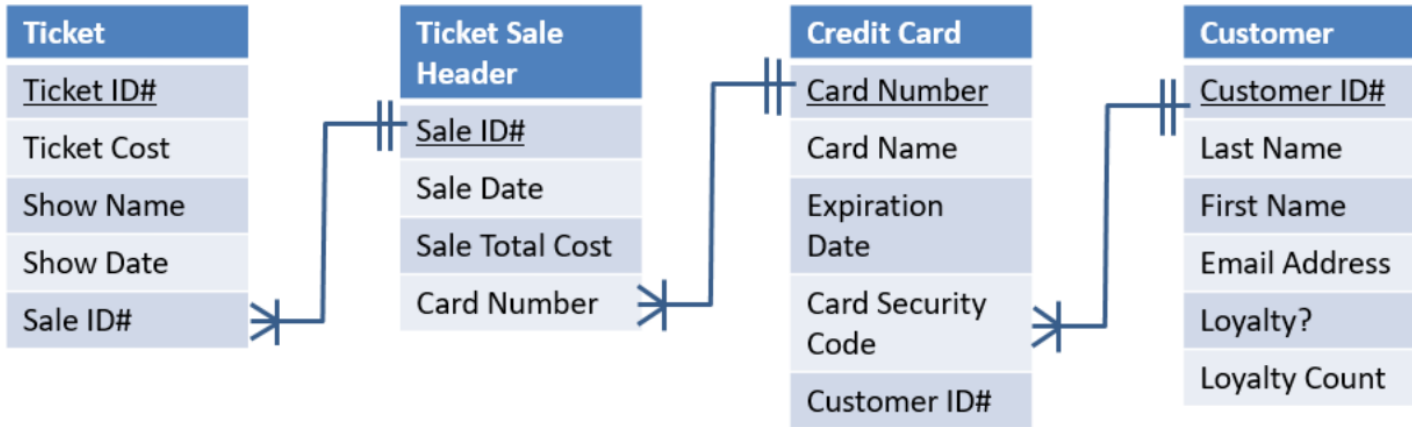 Ticket
Ticket ID#
Ticket Cost
Show Name
Show Date
Sale ID#
Ticket Sale
Header
Sale ID#
Sale Date
Sale Total Cost
Card Number
Credit Card
Card Number
Card Name
Expiration
Date
Card Security
Code
Customer ID#
Customer
Customer ID#
Last Name
First Name
Email Address
Loyalty?
Loyalty Count